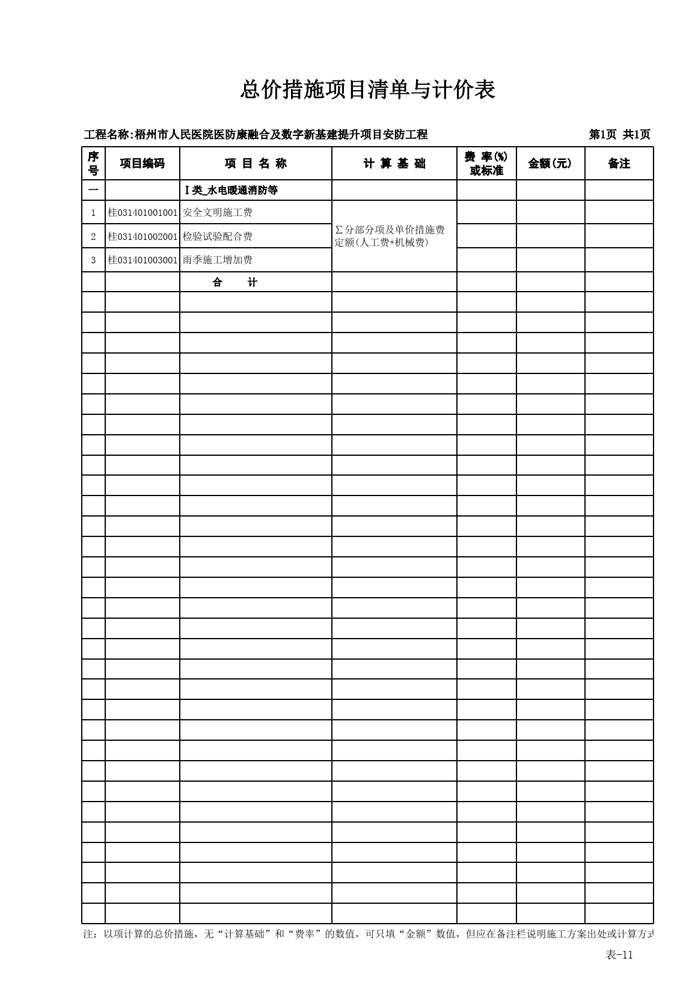 总价措施项目清单与计价表
工程名称:梧州市人民医院医防康融合及数字新基建提升项目安防工程 第1页 共1页
序号 项目编码 项 目 名 称 计 算 基 础 费 率(%)或标准 金额(元) 备注
一 Ⅰ类_水电暖通消防等
1 桂031401001001 安全文明施工费
∑分部分项及单价措施费
定额(人工费+机械费)
2 桂031401002001 检验试验配合费
3 桂031401003001 雨季施工增加费
合 计
注：以项计算的总价措施，无“计算基础”和“费率”的数值，可只填“金额”数值，但应在备注栏说明施工方案出处或计算方式
表-11